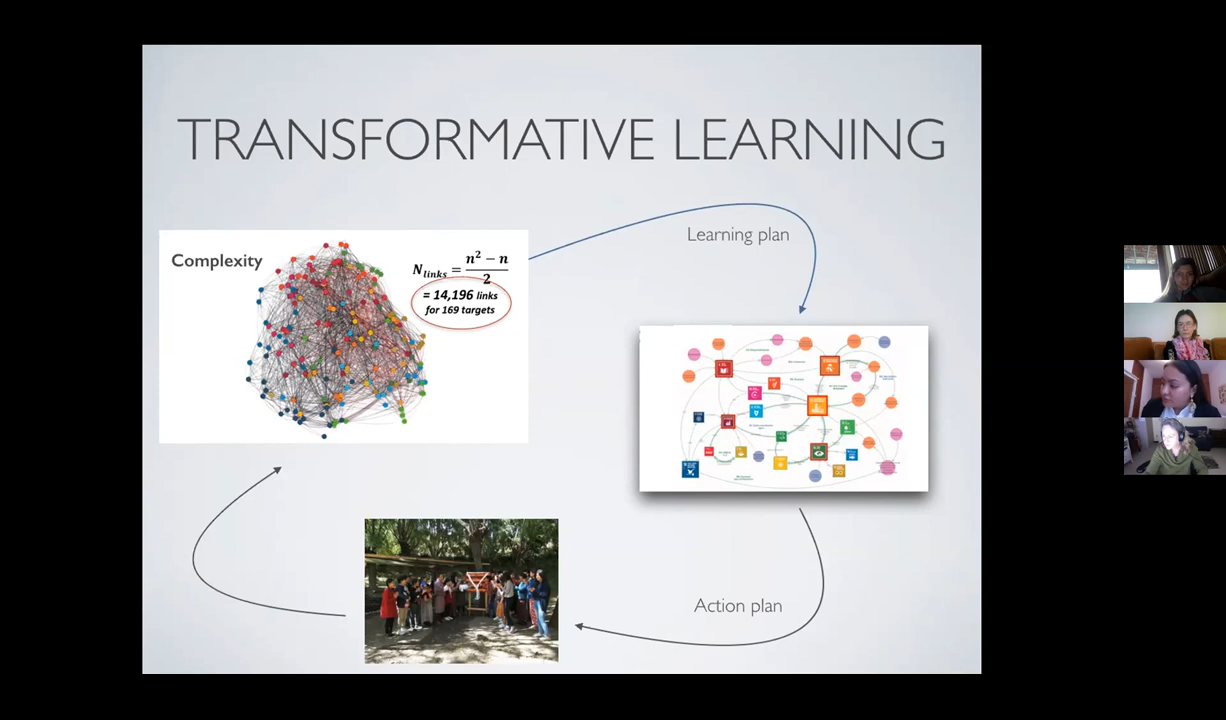 TRANSFORMATIVE LEARNING
Complexity
N_links = n² − n / 2
= 14,196 links
for 169 targets
Learning plan
Action plan